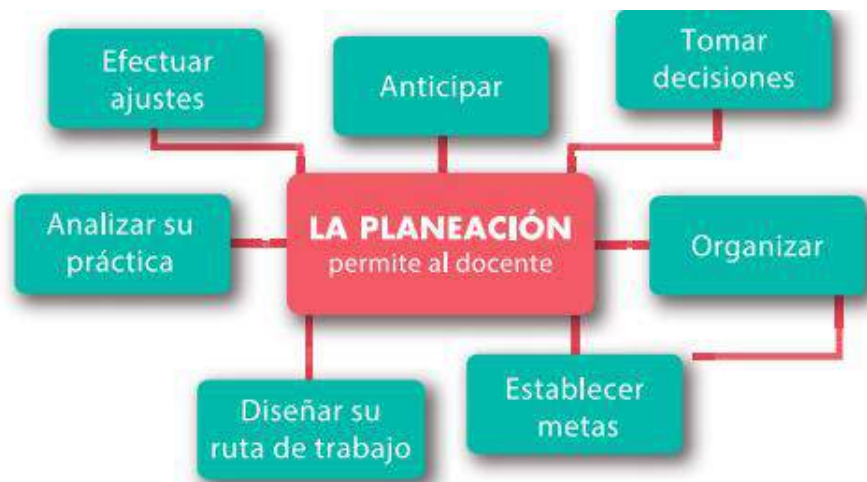 Efectuar
ajustes
Anticipar
Tomar
decisiones
Analizar su
práctica
LA PLANEACIÓN
permite al docente
Organizar
Diseñar su
ruta de trabajo
Establecer
metas